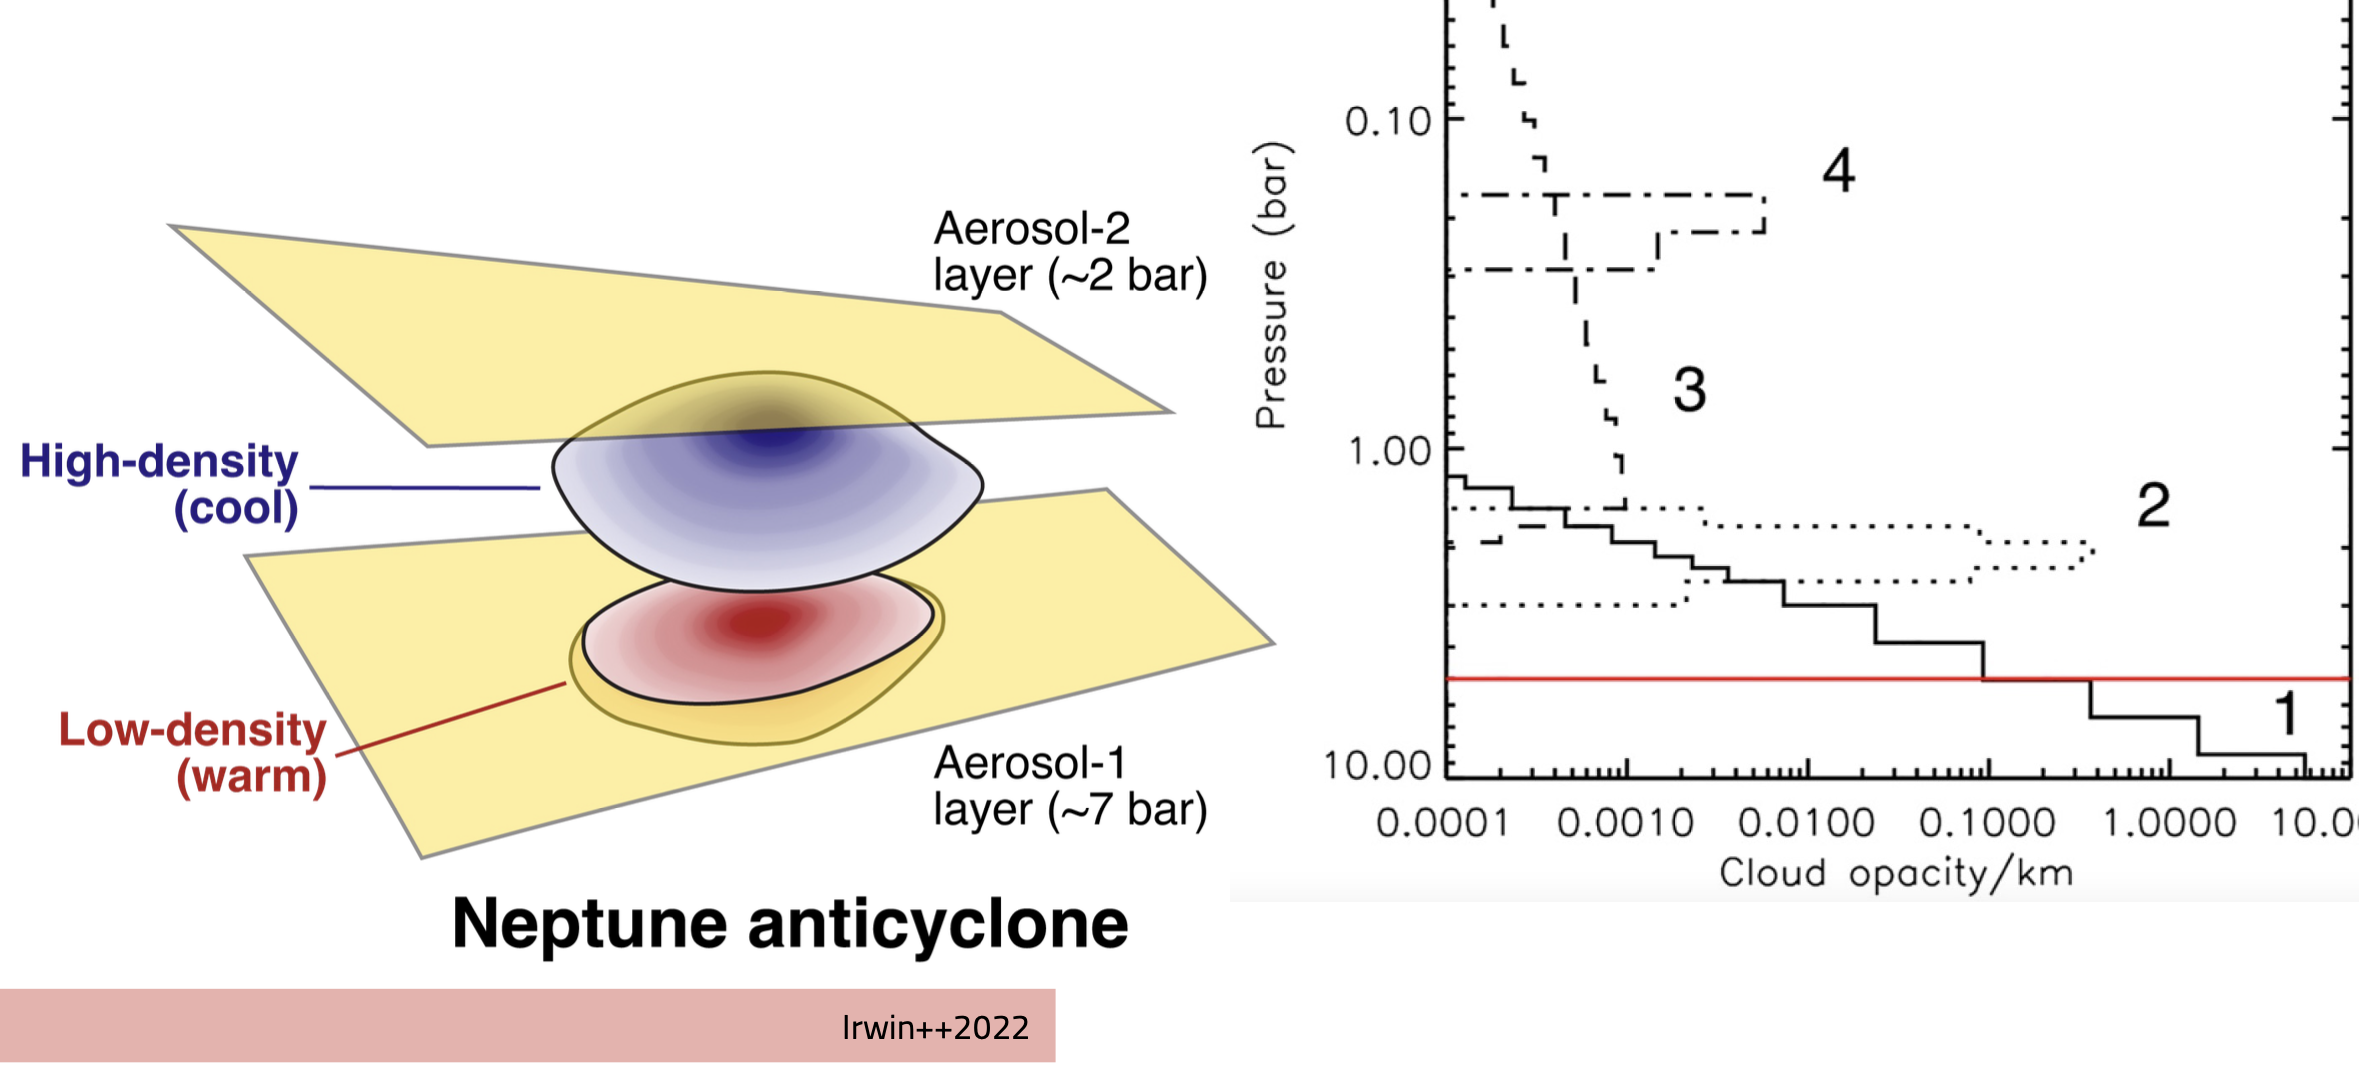 Aerosol-2
layer (~2 bar)
High-density
(cool)
Low-density
(warm)
Aerosol-1
layer (~7 bar)
Neptune anticyclone
Irwin++2022
Pressure (bar)
0.10
1.00
10.00
4
3
2
1
0.0001 0.0010 0.0100 0.1000 1.0000 10.0
Cloud opacity/km